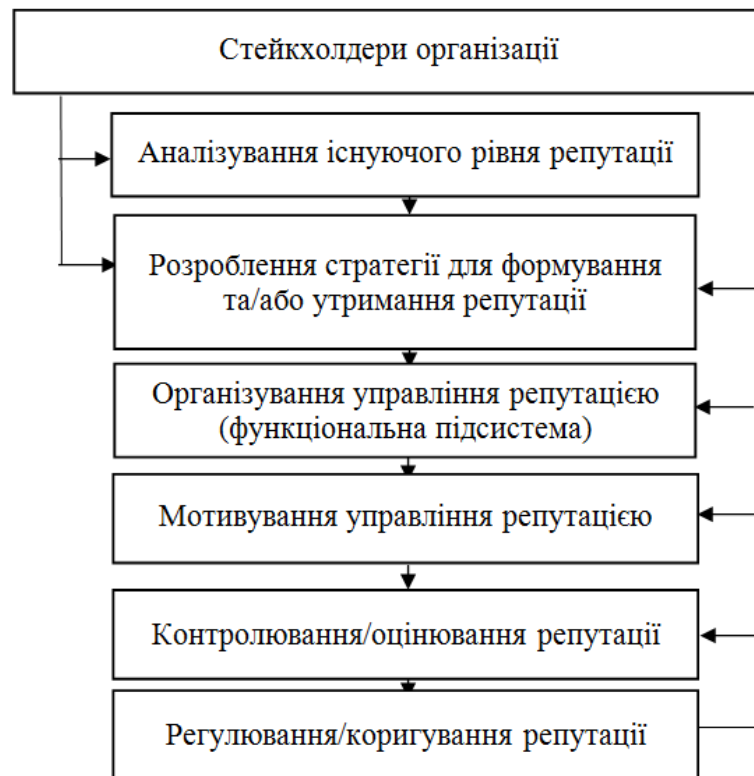 Стейкхолдери організації
Аналізування існуючого рівня репутації
Розроблення стратегії для формування
та/або утримання репутації
Організування управління репутацією
(функціональна підсистема)
Мотивування управління репутацією
Контролювання/оцінювання репутації
Регулювання/коригування репутації